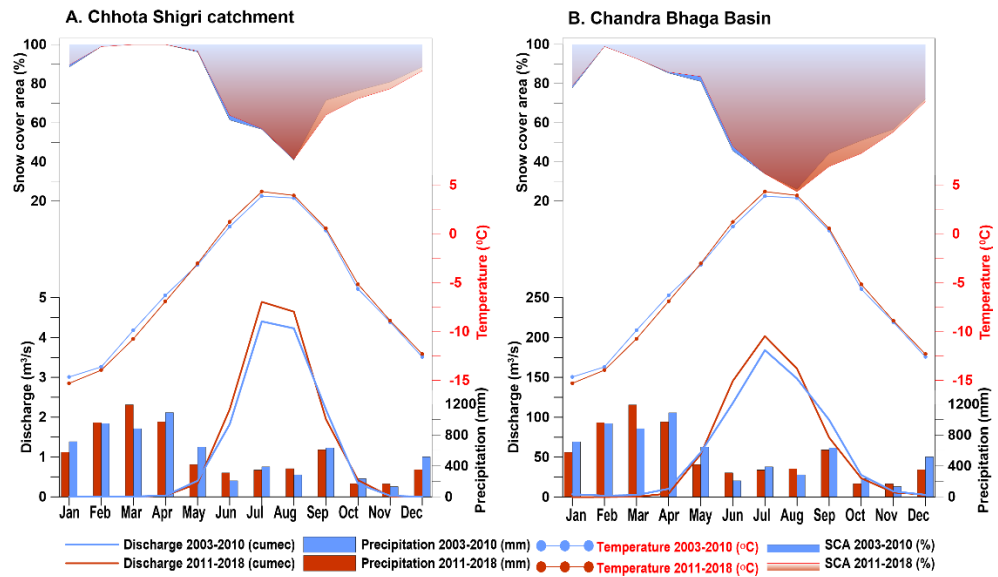 A. Chhota Shigri catchment
B. Chandra Bhaga Basin
Snow cover area (%)
100
80
60
40
20
Temperature (⁰C)
5
0
-5
-10
-15
Discharge (m³/s)
5
4
3
2
1
0
Precipitation (mm)
1200
800
400
0
Jan Feb Mar Apr May Jun Jul Aug Sep Oct Nov Dec
Snow cover area (%)
100
80
60
40
20
Temperature (⁰C)
5
0
-5
-10
-15
Discharge (m³/s)
250
200
150
100
50
0
Precipitation (mm)
1200
800
400
0
Jan Feb Mar Apr May Jun Jul Aug Sep Oct Nov Dec
Discharge 2003-2010 (cumec)
Precipitation 2003-2010 (mm)
Temperature 2003-2010 (⁰C)
SCA 2003-2010 (%)
Discharge 2011-2018 (cumec)
Precipitation 2011-2018 (mm)
Temperature 2011-2018 (⁰C)
SCA 2011-2018 (%)